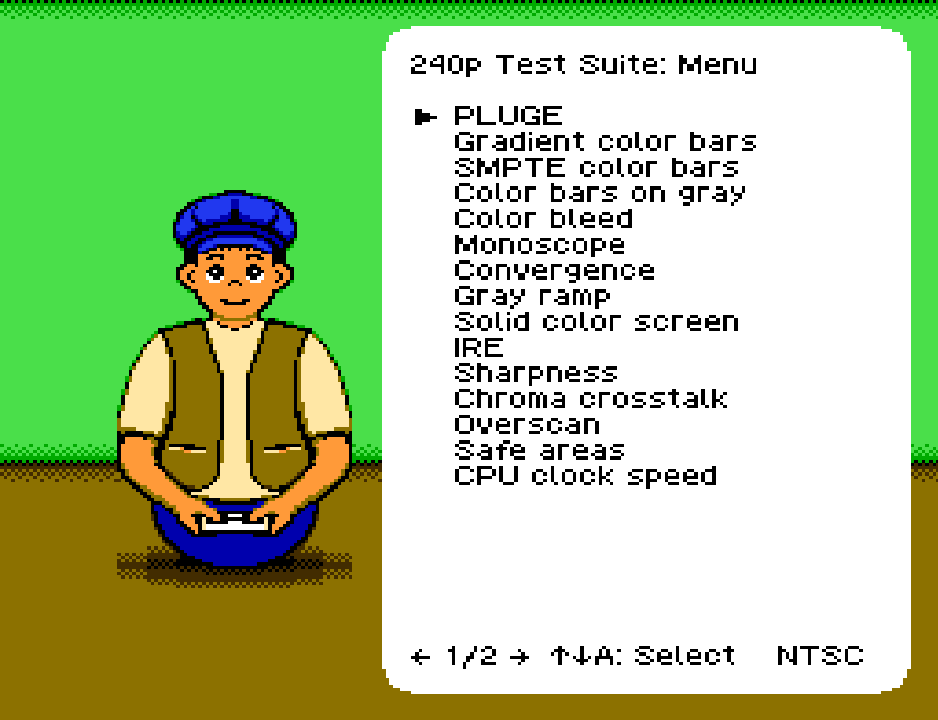 240p Test Suite: Menu
► PLUGE
Gradient color bars
SMPTE color bars
Color bars on gray
Color bleed
Monoscope
Convergence
Gray ramp
Solid color screen
IRE
Sharpness
Chroma crosstalk
Overscan
Safe areas
CPU clock speed
← 1/2 → ↑↓A: Select NTSC